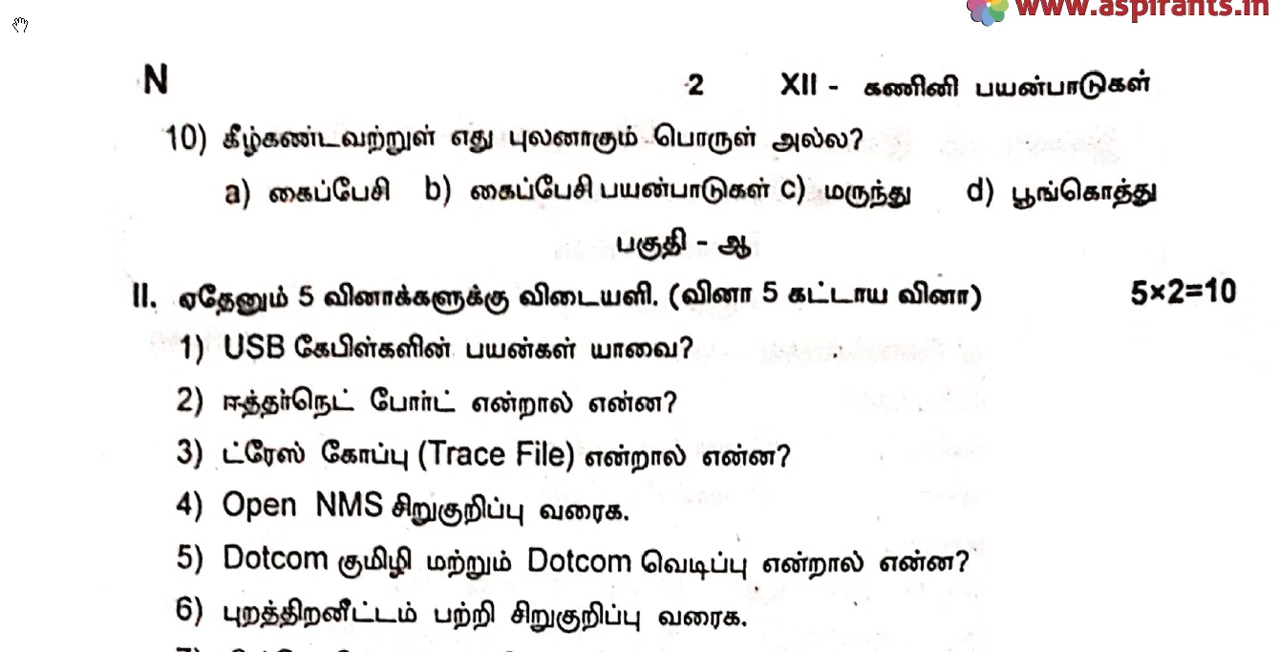 www.aspirants.in
N 2 XII - கணினி பயன்பாடுகள்
10) கீழ்கண்டவற்றுள் எது புலனாகும் பொருள் அல்ல?
a) கைப்பேசி b) கைப்பேசி பயன்பாடுகள் c) மருந்து d) பூங்கொத்து
பகுதி - ஆ
II. ஏதேனும் 5 வினாக்களுக்கு விடையளி. (வினா 5 கட்டாய வினா) 5×2=10
1) USB கேபிள்களின் பயன்கள் யாவை?
2) ஈத்தர்நெட் போர்ட் என்றால் என்ன?
3) ட்ரேஸ் கோப்பு (Trace File) என்றால் என்ன?
4) Open NMS சிறுகுறிப்பு வரைக.
5) Dotcom குமிழி மற்றும் Dotcom வெடிப்பு என்றால் என்ன?
6) புறத்திறனீட்டம் பற்றி சிறுகுறிப்பு வரைக.